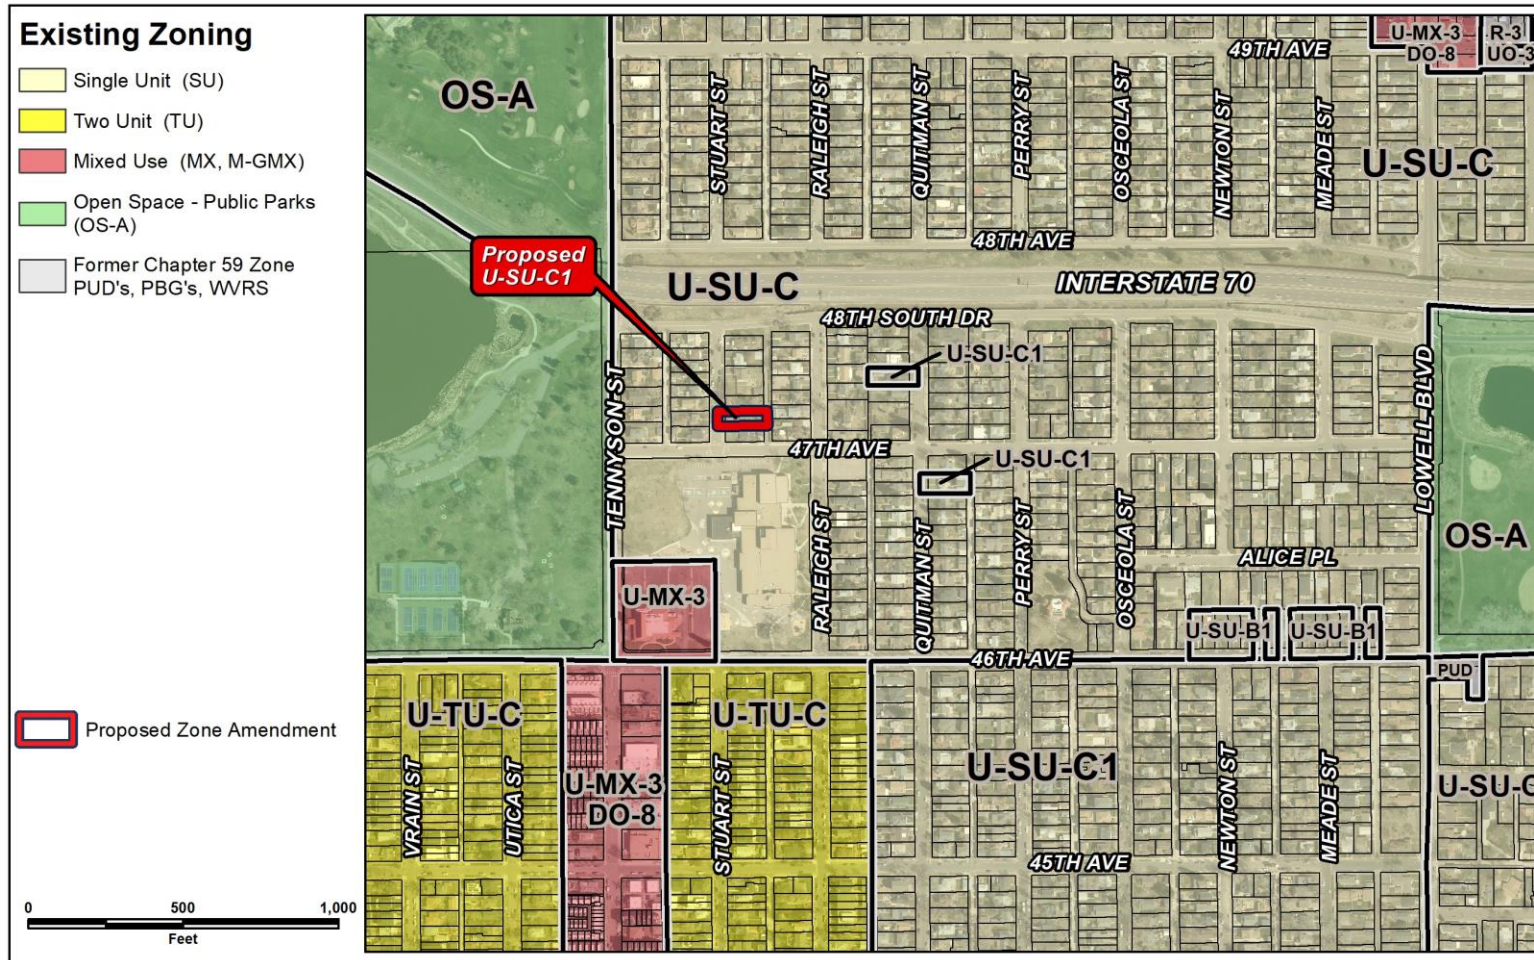 Existing Zoning
Single Unit (SU)
Two Unit (TU)
Mixed Use (MX, M-GMX)
Open Space - Public Parks
(OS-A)
Former Chapter 59 Zone
PUD's, PBG's, WVRS
Proposed Zone Amendment
0 500 1,000
Feet
OS-A
49TH AVE
U-MX-3
DO-8
R-3
UO-3
STUART ST
RALEIGH ST
QUITMAN ST
PERRY ST
OSCEOLA ST
NEWTON ST
MEADE ST
U-SU-C
48TH AVE
Proposed
U-SU-C1
U-SU-C
INTERSTATE 70
48TH SOUTH DR
U-SU-C1
TENNYSON ST
LOWELL BLVD
47TH AVE
U-SU-C1
RALEIGH ST
QUITMAN ST
PERRY ST
OSCEOLA ST
OS-A
ALICE PL
U-MX-3
U-SU-B1
U-SU-B1
46TH AVE
PUD
U-TU-C
U-TU-C
U-MX-3
DO-8
U-SU-C1
U-SU-C
VRAIN ST
UTICA ST
STUART ST
NEWTON ST
MEADE ST
45TH AVE